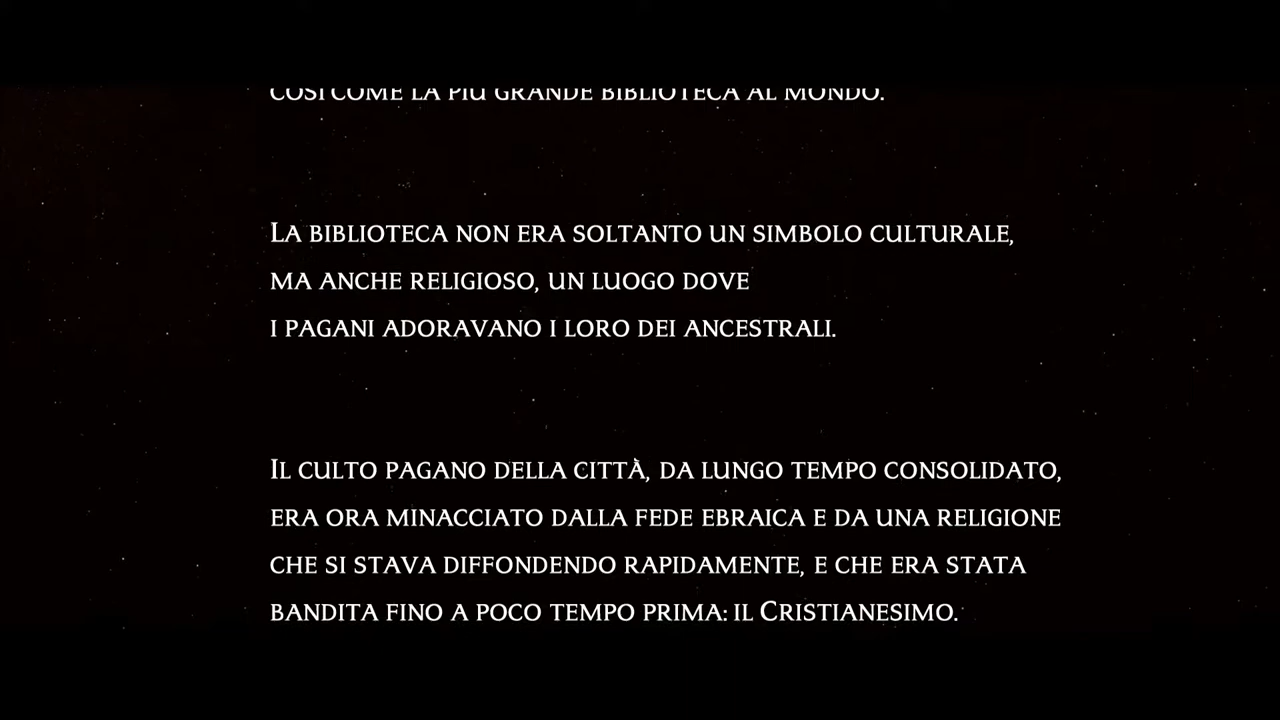 COSÌ COME LA PIÙ GRANDE BIBLIOTECA AL MONDO.
LA BIBLIOTECA NON ERA SOLTANTO UN SIMBOLO CULTURALE,
MA ANCHE RELIGIOSO, UN LUOGO DOVE
I PAGANI ADORAVANO I LORO DEI ANCESTRALI.
IL CULTO PAGANO DELLA CITTÀ, DA LUNGO TEMPO CONSOLIDATO,
ERA ORA MINACCIATO DALLA FEDE EBRAICA E DA UNA RELIGIONE
CHE SI STAVA DIFFONDENDO RAPIDAMENTE, E CHE ERA STATA
BANDITA FINO A POCO TEMPO PRIMA: IL CRISTIANESIMO.